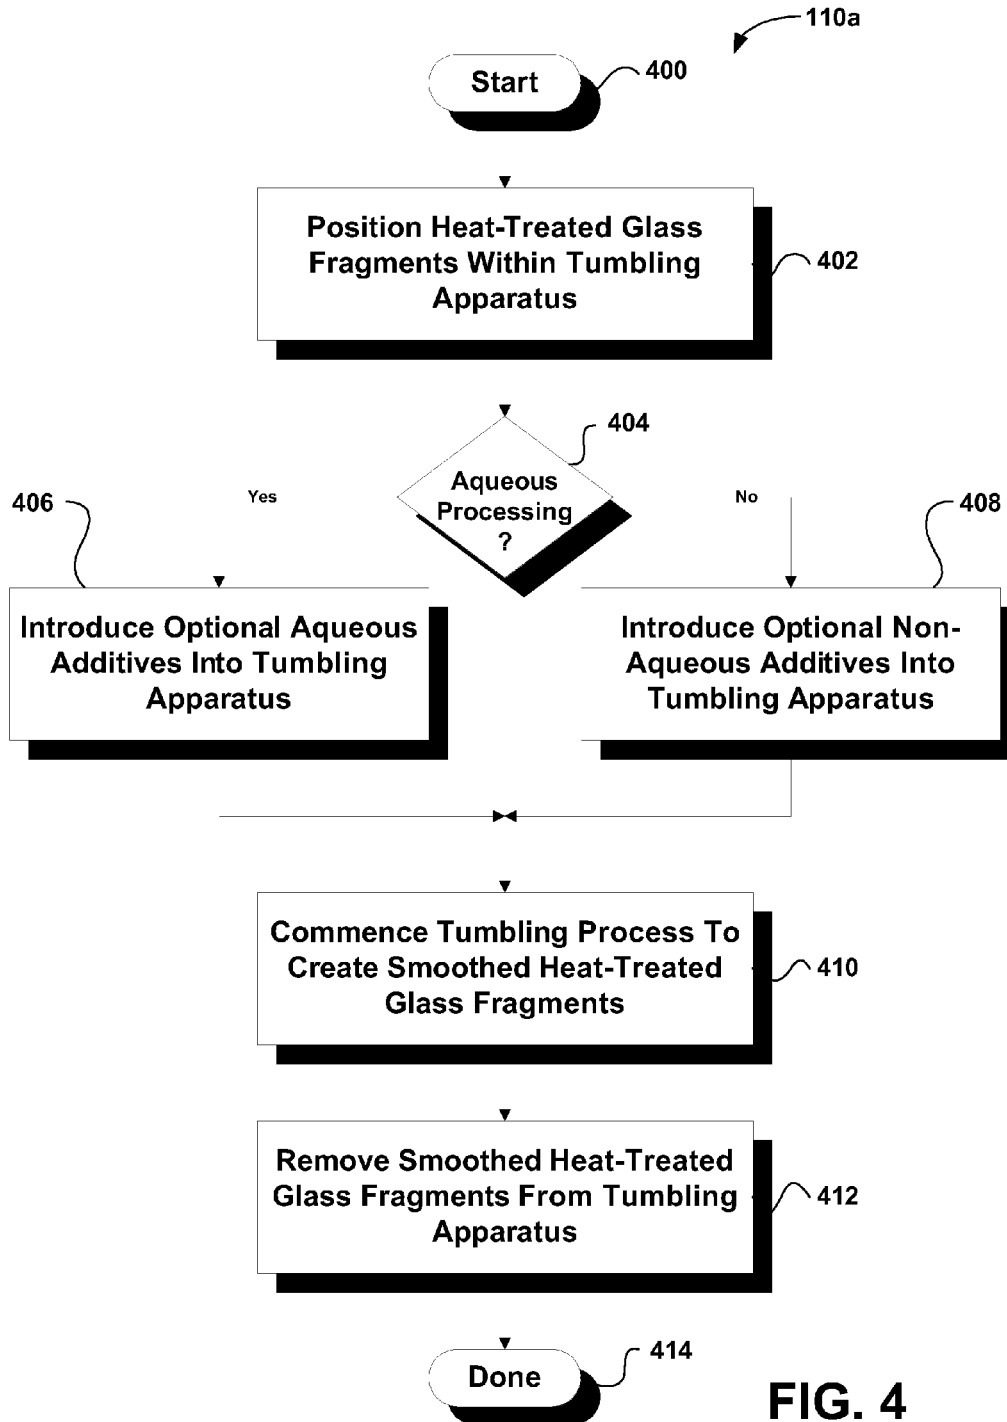 110a
Start
400
Position Heat-Treated Glass
Fragments Within Tumbling
Apparatus
402
404
Aqueous
Processing
?
Yes
No
406
408
Introduce Optional Aqueous
Additives Into Tumbling
Apparatus
Introduce Optional Non-
Aqueous Additives Into
Tumbling Apparatus
Commence Tumbling Process To
Create Smoothed Heat-Treated
Glass Fragments
410
Remove Smoothed Heat-Treated
Glass Fragments From Tumbling
Apparatus
412
Done
414
FIG. 4